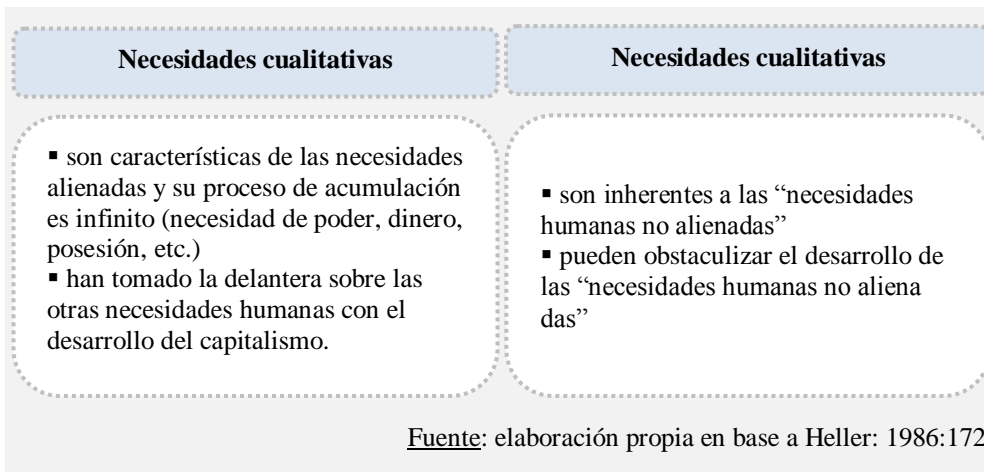 Necesidades cualitativas
Necesidades cualitativas
▪ son características de las necesidades
alienadas y su proceso de acumulación
es infinito (necesidad de poder, dinero,
posesión, etc.)
▪ han tomado la delantera sobre las
otras necesidades humanas con el
desarrollo del capitalismo.
▪ son inherentes a las “necesidades
humanas no alienadas”
▪ pueden obstaculizar el desarrollo de
las “necesidades humanas no aliena
das”
Fuente: elaboración propia en base a Heller: 1986:172